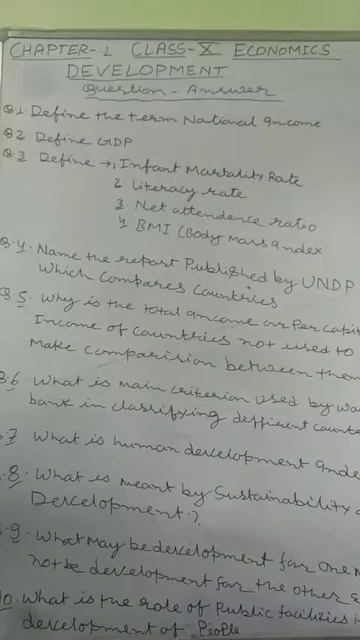 CHAPTER-1 CLASS-X ECONOMICS
DEVELOPMENT
Question-Answer
Q1 Define the term National Income
Q2 Define GDP
Q.3 Define → 1 Infant Martality Rate
2 Literacy rate
3 Net attendence ratio
4 BMI (Body Mass Index
Q.4. Name the report Published by UNDP
Which compares Countries.
Q 5. Why is the total Income or Per capit
Income of Countries not used to
Make comparision between them
.6. What is main criterion used by
bank in classifying different
.7 What is human development Inde
.8. What is meant by Sustainability
Development?
.9. What May be development for One
not be development for the other
10. What is the role of Public facilities
development of People